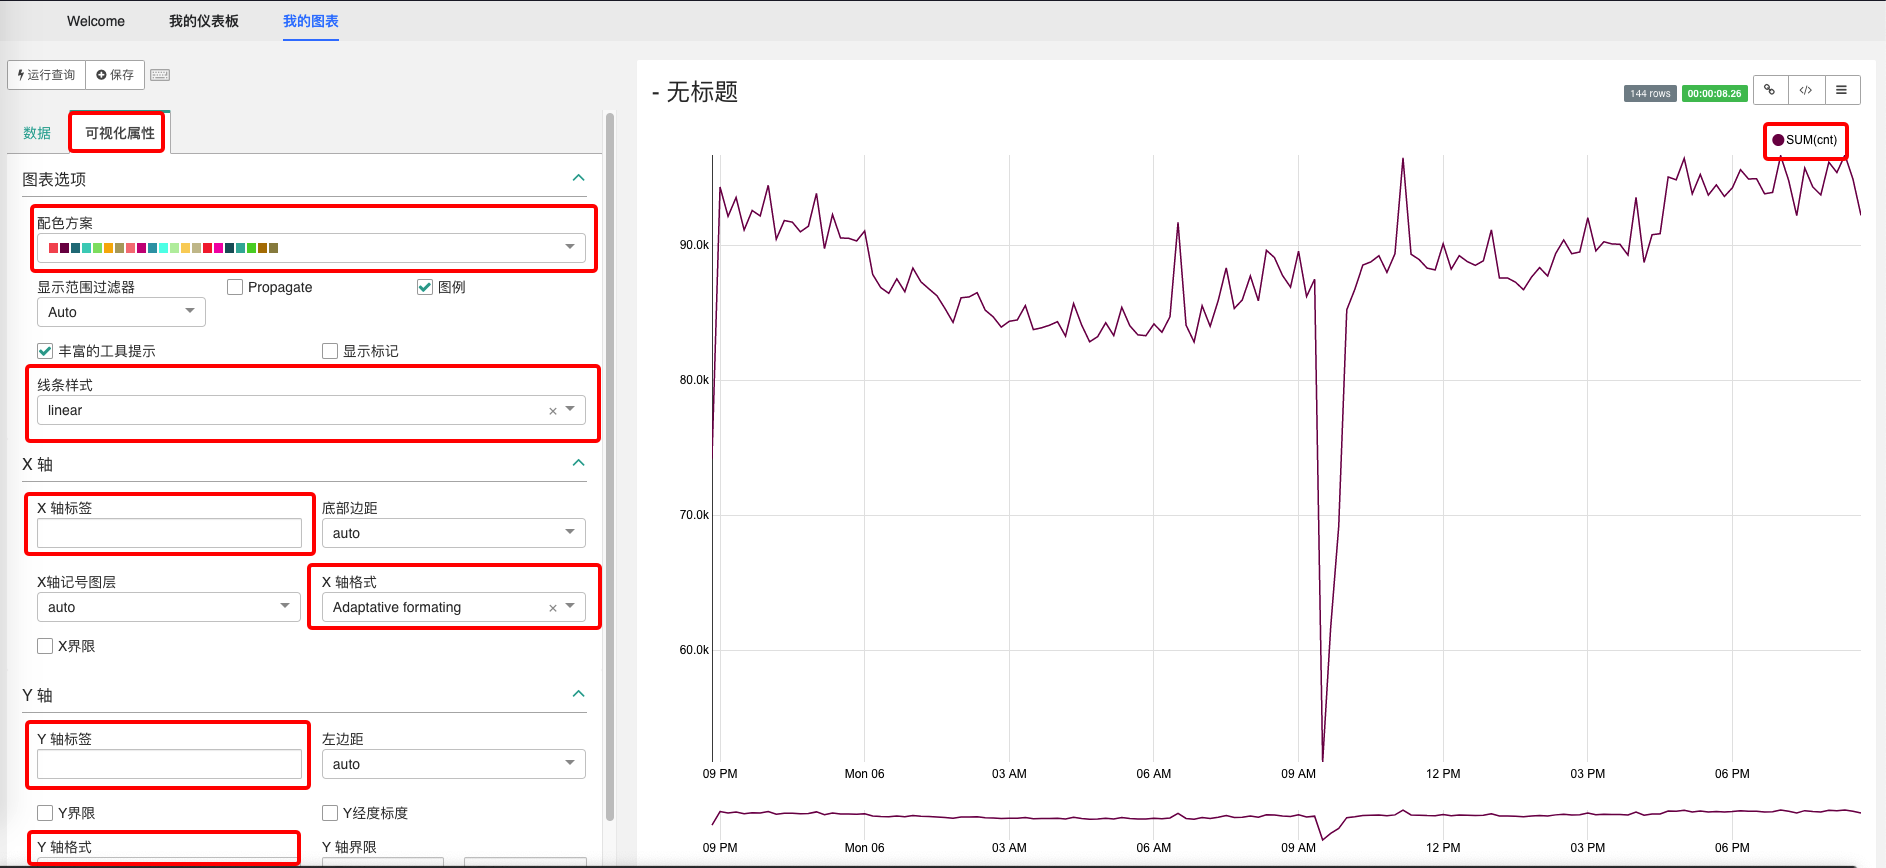 Welcome 我的仪表板 我的图表
运行查询 保存
- 无标题
144 rows 00:00:08.26
数据 可视化属性
图表选项
配色方案
显示范围过滤器 Propagate 图例
Auto
丰富的工具提示 显示标记
线条样式
linear
X 轴
X 轴标签 底部边距
auto
X轴记号图层 X 轴格式
auto Adaptative formating
X界限
Y 轴
Y 轴标签 左边距
auto
Y界限 Y经度标度
Y 轴格式 Y 轴界限
SUM(cnt)
90.0k
80.0k
70.0k
60.0k
09 PM Mon 06 03 AM 06 AM 09 AM 12 PM 03 PM 06 PM
09 PM Mon 06 03 AM 06 AM 09 AM 12 PM 03 PM 06 PM